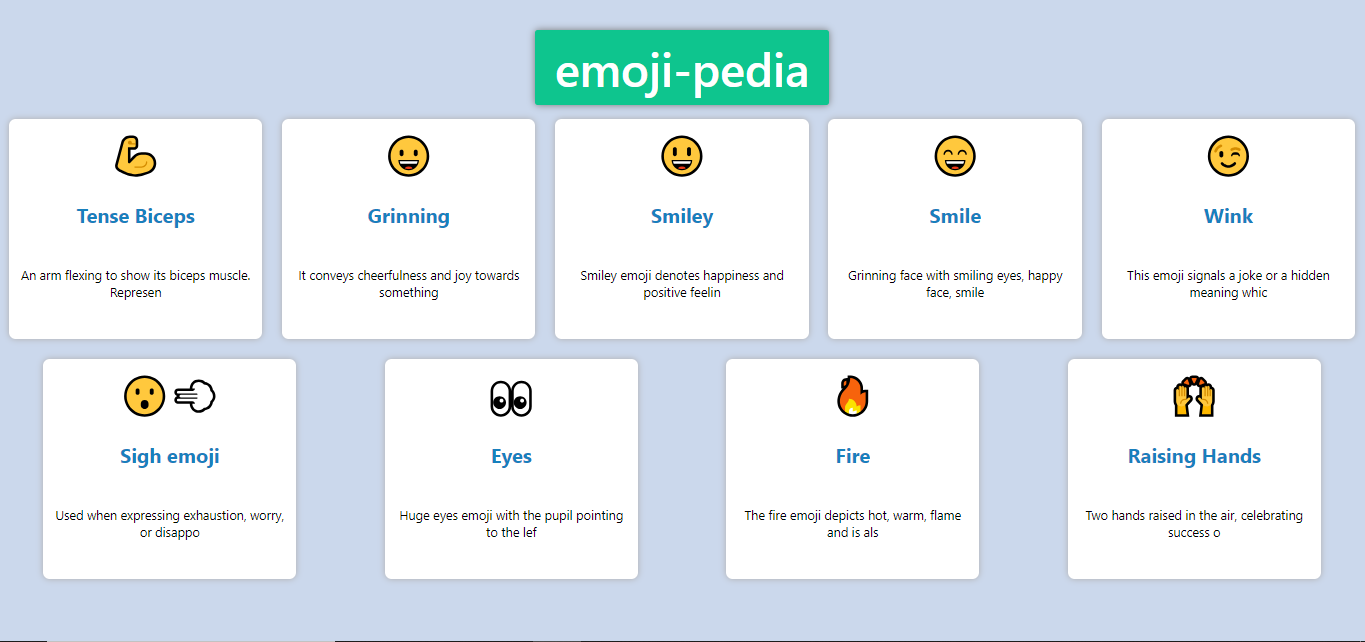 emoji-pedia
Tense Biceps
An arm flexing to show its biceps muscle.
Represen
Grinning
It conveys cheerfulness and joy towards
something
Smiley
Smiley emoji denotes happiness and
positive feelin
Smile
Grinning face with smiling eyes, happy
face, smile
Wink
This emoji signals a joke or a hidden
meaning whic
Sigh emoji
Used when expressing exhaustion, worry,
or disappo
Eyes
Huge eyes emoji with the pupil pointing
to the lef
Fire
The fire emoji depicts hot, warm, flame
and is als
Raising Hands
Two hands raised in the air, celebrating
success o